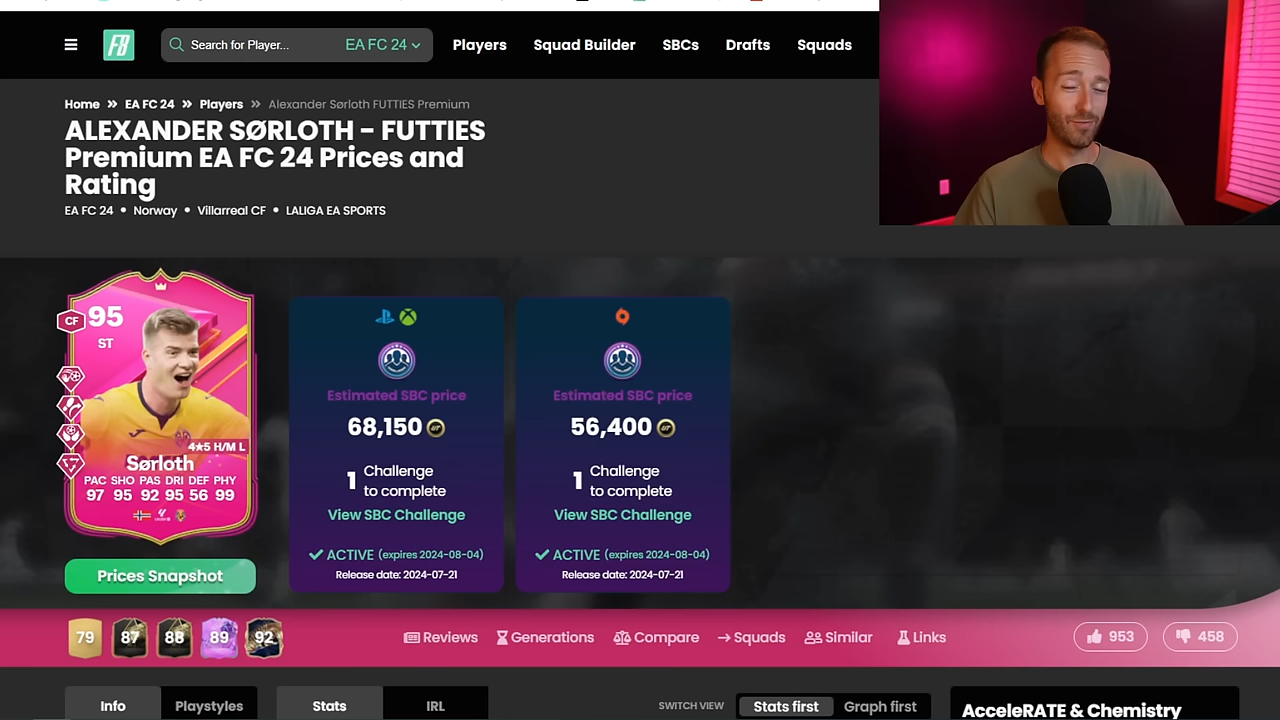 F8
Search for Player...
EA FC 24
Players
Squad Builder
SBCs
Drafts
Squads
Home » EA FC 24 » Players » Alexander Sørloth FUTTIES Premium
ALEXANDER SØRLOTH - FUTTIES
Premium EA FC 24 Prices and
Rating
EA FC 24 • Norway • Villarreal CF • LALIGA EA SPORTS
CF
95
ST
4★5 H/M L
Sørloth
PAC SHO PAS DRI DEF PHY
97 95 92 95 56 99
Prices Snapshot
Estimated SBC price
68,150
1 Challenge
to complete
View SBC Challenge
ACTIVE (expires 2024-08-04)
Release date: 2024-07-21
Estimated SBC price
56,400
1 Challenge
to complete
View SBC Challenge
ACTIVE (expires 2024-08-04)
Release date: 2024-07-21
79 87 88 89 92
Reviews
Generations
Compare
Squads
Similar
Links
953
458
Info
Playstyles
Stats
IRL
SWITCH VIEW
Stats first
Graph first
AcceleRATE & Chemistry